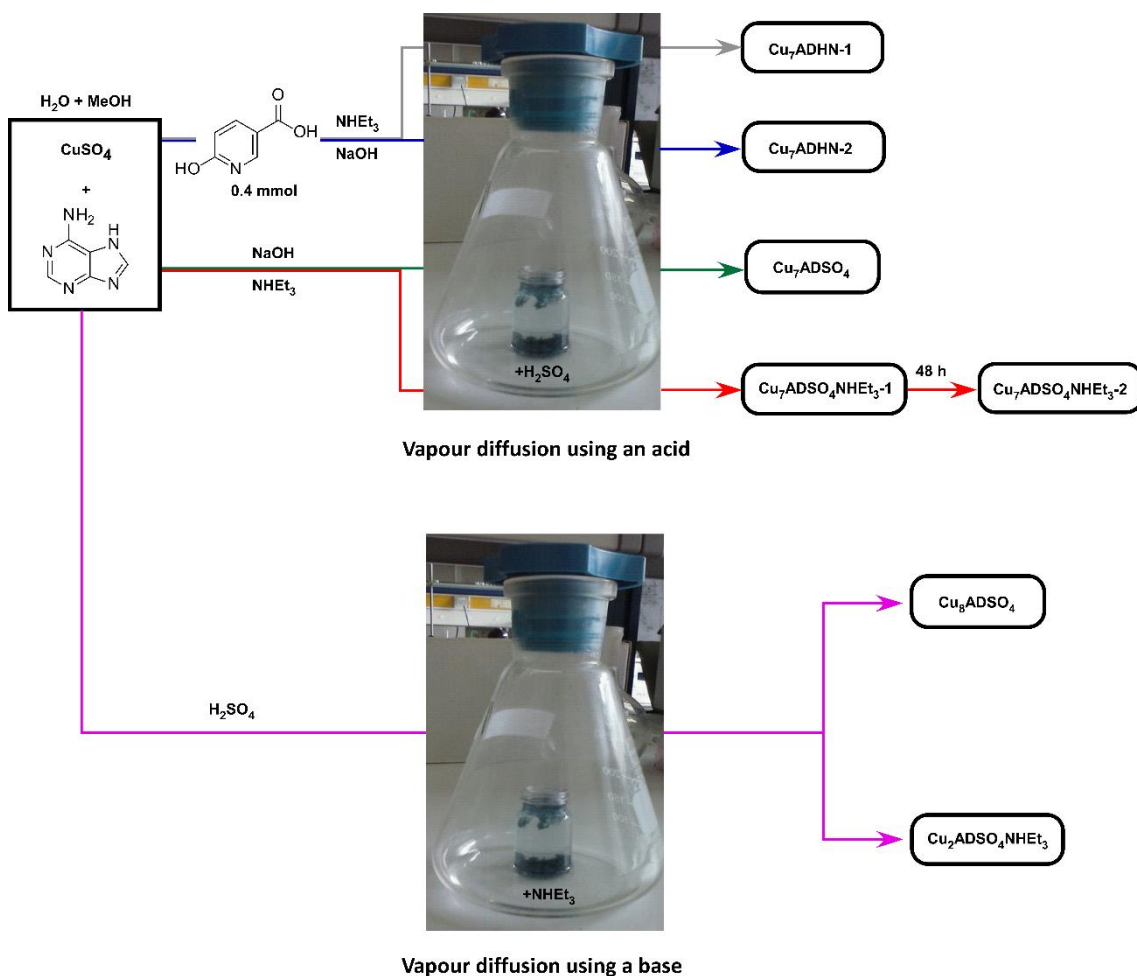 H₂O + MeOH
CuSO₄
+
NH₂
H
N
N
N
N
O
OH
HO
N
0.4 mmol
NHEt₃
NaOH
NaOH
NHEt₃
+H₂SO₄
Cu₇ADHN-1
Cu₇ADHN-2
Cu₇ADSO₄
Cu₇ADSO₄NHEt₃-1
48 h
Cu₇ADSO₄NHEt₃-2
Vapour diffusion using an acid
H₂SO₄
+NHEt₃
Cu₈ADSO₄
Cu₂ADSO₄NHEt₃
Vapour diffusion using a base